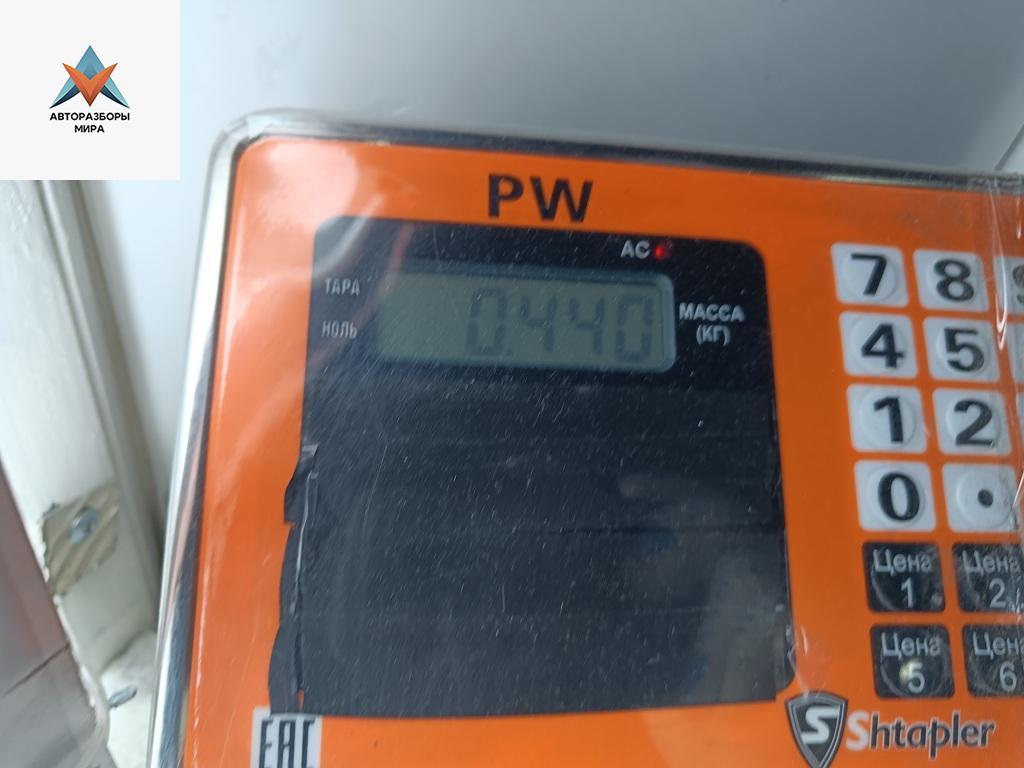 АВТОРАЗБОРЫ
МИРА
PW
AC
ТАРА
НОЛЬ
0.440
МАССА
(КГ)
7 8
4 5
1 2
0 .
Цена 1
Цена 2
Цена 5
Цена 6
Shtapler
EAC